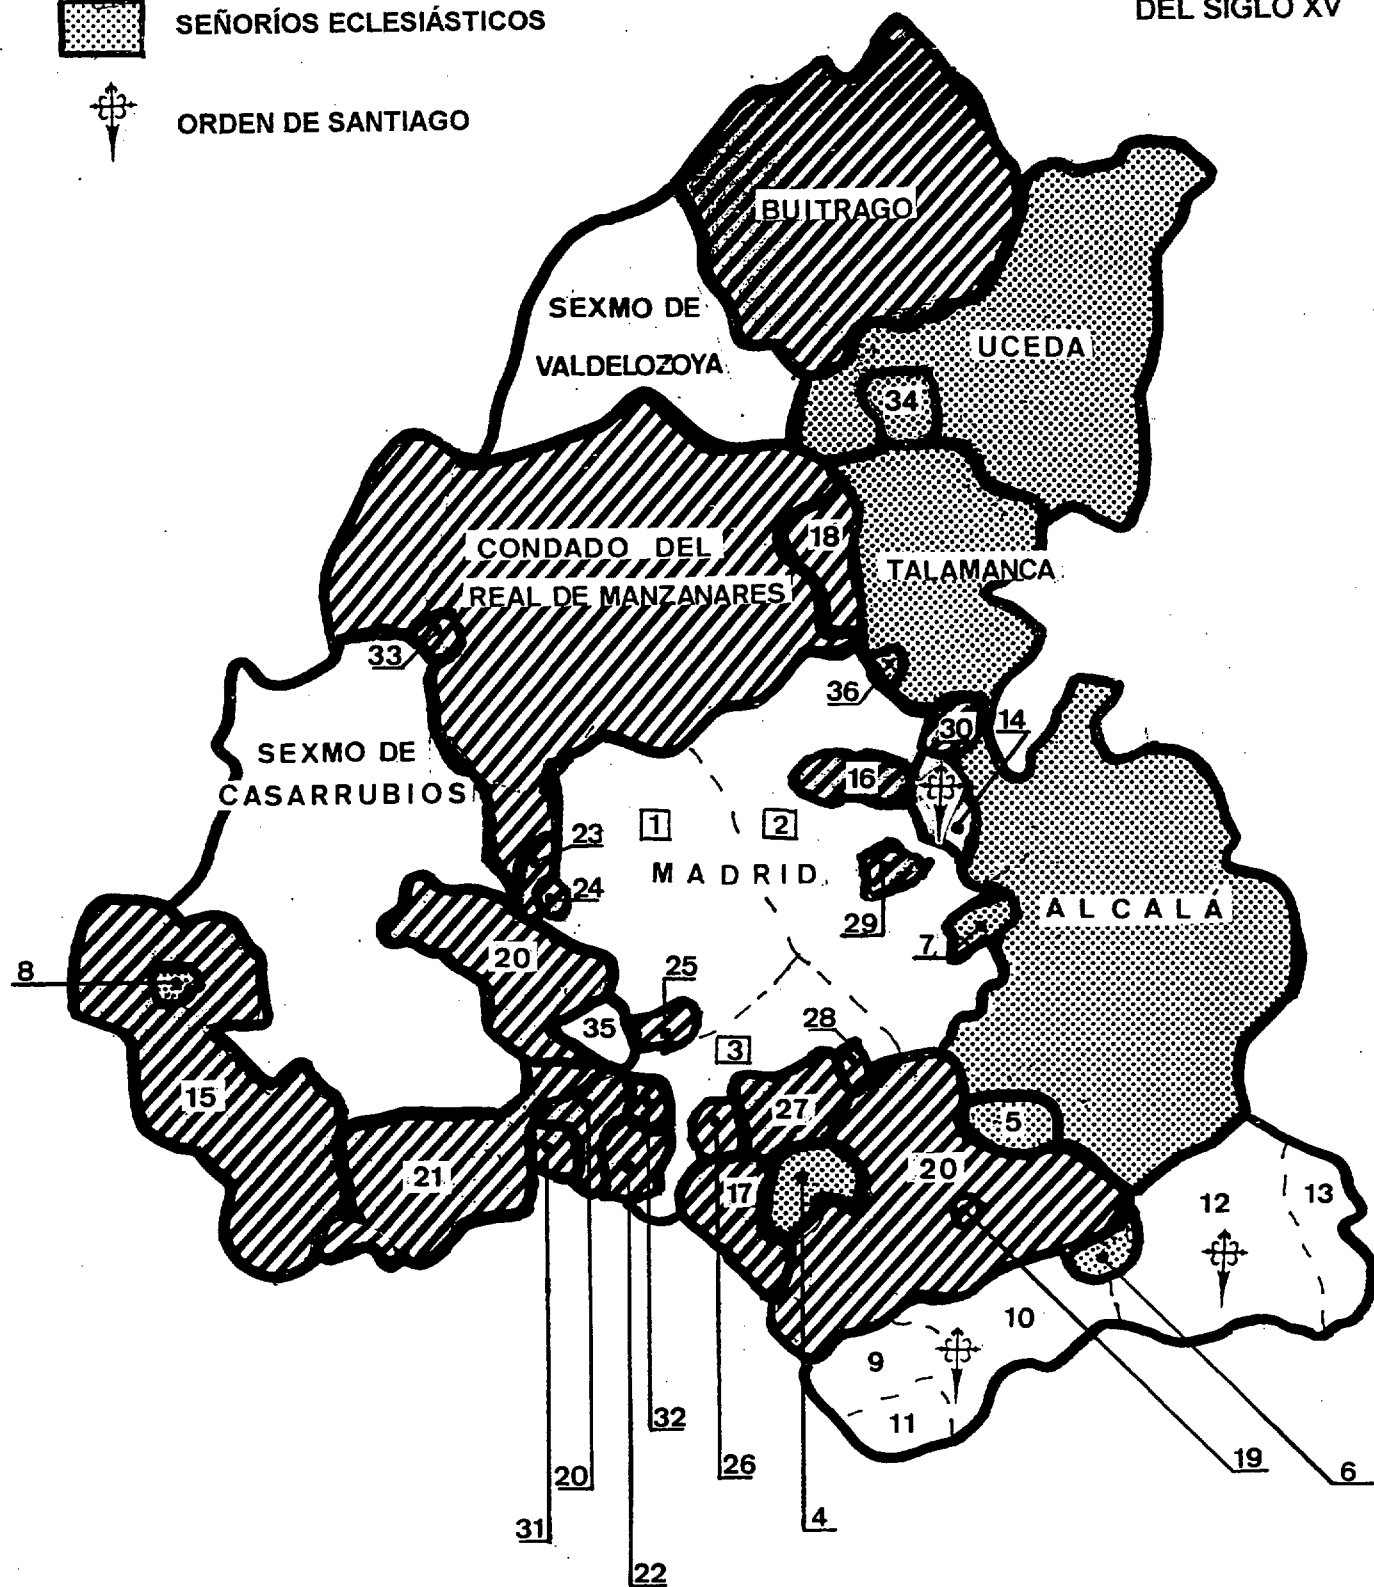 SEÑORÍOS ECLESIÁSTICOS
DEL SIGLO XV
ORDEN DE SANTIAGO
BUITRAGO
SEXMO DE
VALDELOZOYA
UCEDA
34
18
CONDADO DEL
REAL DE MANZANARES
TALAMANCA
33
36
30
14
SEXMO DE
CASARRUBIOS
16
1
2
23
MADRID
24
29
ALCALÁ
7
20
8
25
35
28
3
15
27
5
21
17
20
12
13
10
9
11
32
26
20
19
6
4
31
22